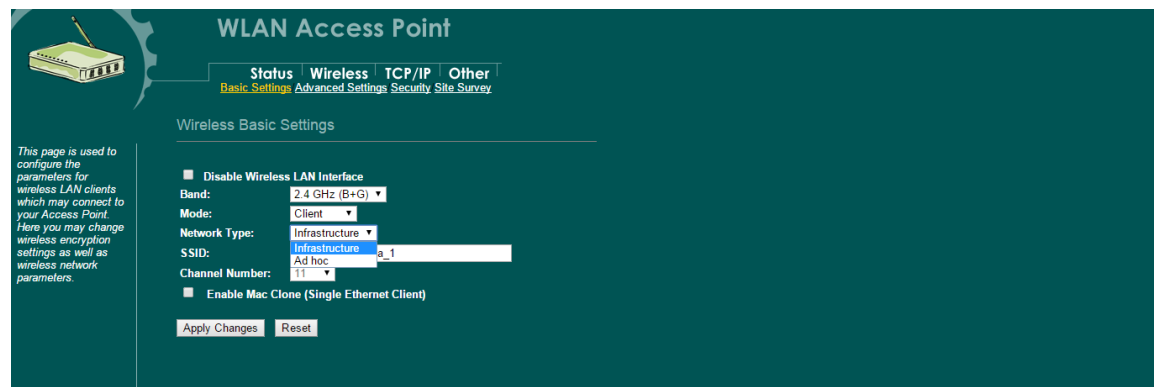 WLAN Access Point
Status Wireless TCP/IP Other
Basic Settings Advanced Settings Security Site Survey
Wireless Basic Settings
This page is used to
configure the
parameters for
wireless LAN clients
which may connect to
your Access Point.
Here you may change
wireless encryption
settings as well as
wireless network
parameters.
Disable Wireless LAN Interface
Band: 2.4 GHz (B+G)
Mode: Client
Network Type: Infrastructure
Infrastructure
Ad hoc
SSID: a_1
Channel Number: 11
Enable Mac Clone (Single Ethernet Client)
Apply Changes Reset